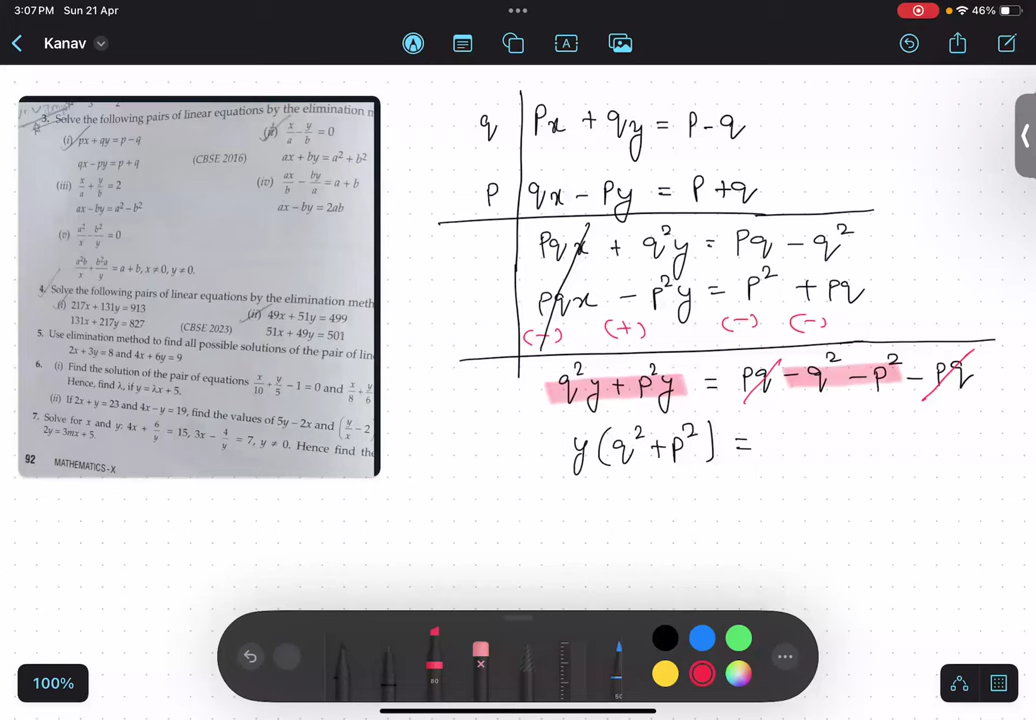 3:07PM Sun 21 Apr
46%
Kanav
3. Solve the following pairs of linear equations by the elimination m
(i) px + qy = p – q
qx – py = p + q (CBSE 2016)
(ii) x/a – y/b = 0
ax + by = a² + b²
(iii) x/a + y/b = 2
ax – by = a² – b²
(iv) ax/b – by/a = a + b
ax – by = 2ab
(v) a²/x – b²/y = 0
a²b/x + b²a/y = a + b, x ≠ 0, y ≠ 0.
4. Solve the following pairs of linear equations by the elimination meth
(i) 217x + 131y = 913
131x + 217y = 827 (CBSE 2023)
(ii) 49x + 51y = 499
51x + 49y = 501
5. Use elimination method to find all possible solutions of the pair of lin
2x + 3y = 8 and 4x + 6y = 9
6. (i) Find the solution of the pair of equations x/10 + y/5 – 1 = 0 and x/8 + y/6
Hence, find λ, if y = λx + 5.
(ii) If 2x + y = 23 and 4x – y = 19, find the values of 5y – 2x and (y/x – 2
7. Solve for x and y: 4x + 6/y = 15, 3x – 4/y = 7, y ≠ 0. Hence find the
2y = 3mx + 5.
92 MATHEMATICS-X
q Px + qy = P - q
P qx - Py = P + q
Pqx + q²y = Pq - q²
pqx - p²y = p² + pq
(-) (+) (-) (-)
q²y + p²y = pq - q² - p² - pq
y(q² + p²) =
80
50
100%